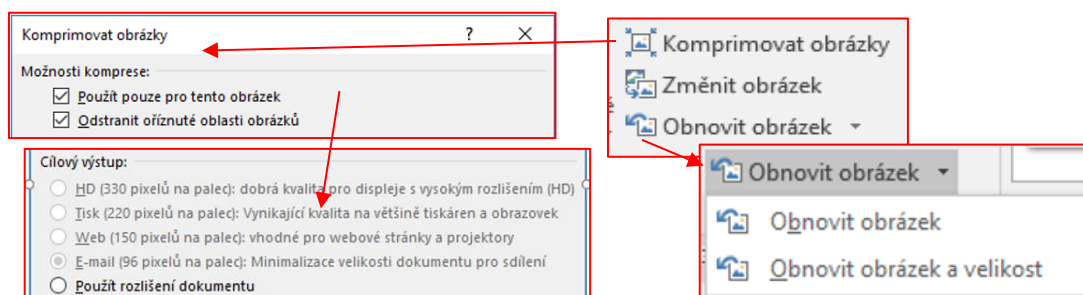 Komprimovat obrázky ? ×
Možnosti komprese:
Použít pouze pro tento obrázek
Odstranit oříznuté oblasti obrázků
Cílový výstup:
HD (330 pixelů na palec): dobrá kvalita pro displeje s vysokým rozlišením (HD)
Tisk (220 pixelů na palec): Vynikající kvalita na většině tiskáren a obrazovek
Web (150 pixelů na palec): vhodné pro webové stránky a projektory
E-mail (96 pixelů na palec): Minimalizace velikosti dokumentu pro sdílení
Použít rozlišení dokumentu
Komprimovat obrázky
Změnit obrázek
Obnovit obrázek
Obnovit obrázek
Obnovit obrázek
Obnovit obrázek a velikost